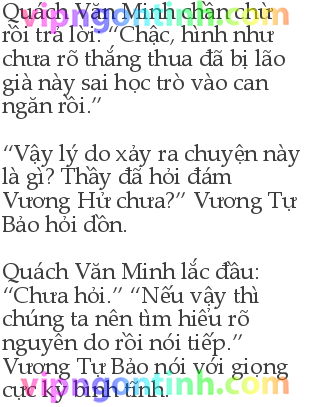 Quách Văn Minh chần chừ
rồi trả lời: “Chậc, hình như
chưa rõ thắng thua đã bị lão
già này sai học trò vào can
ngăn rồi.”
“Vậy lý do xảy ra chuyện này
là gì? Thầy đã hỏi đám
Vương Hử chưa?” Vương Tự
Bảo hỏi dồn.
Quách Văn Minh lắc đầu:
“Chưa hỏi.” “Nếu vậy thì
chúng ta nên tìm hiểu rõ
nguyên do rồi nói tiếp.”
Vương Tự Bảo nói với giọng
cực kỳ bình tĩnh.
vipngontinh.com
vipngontinh.com